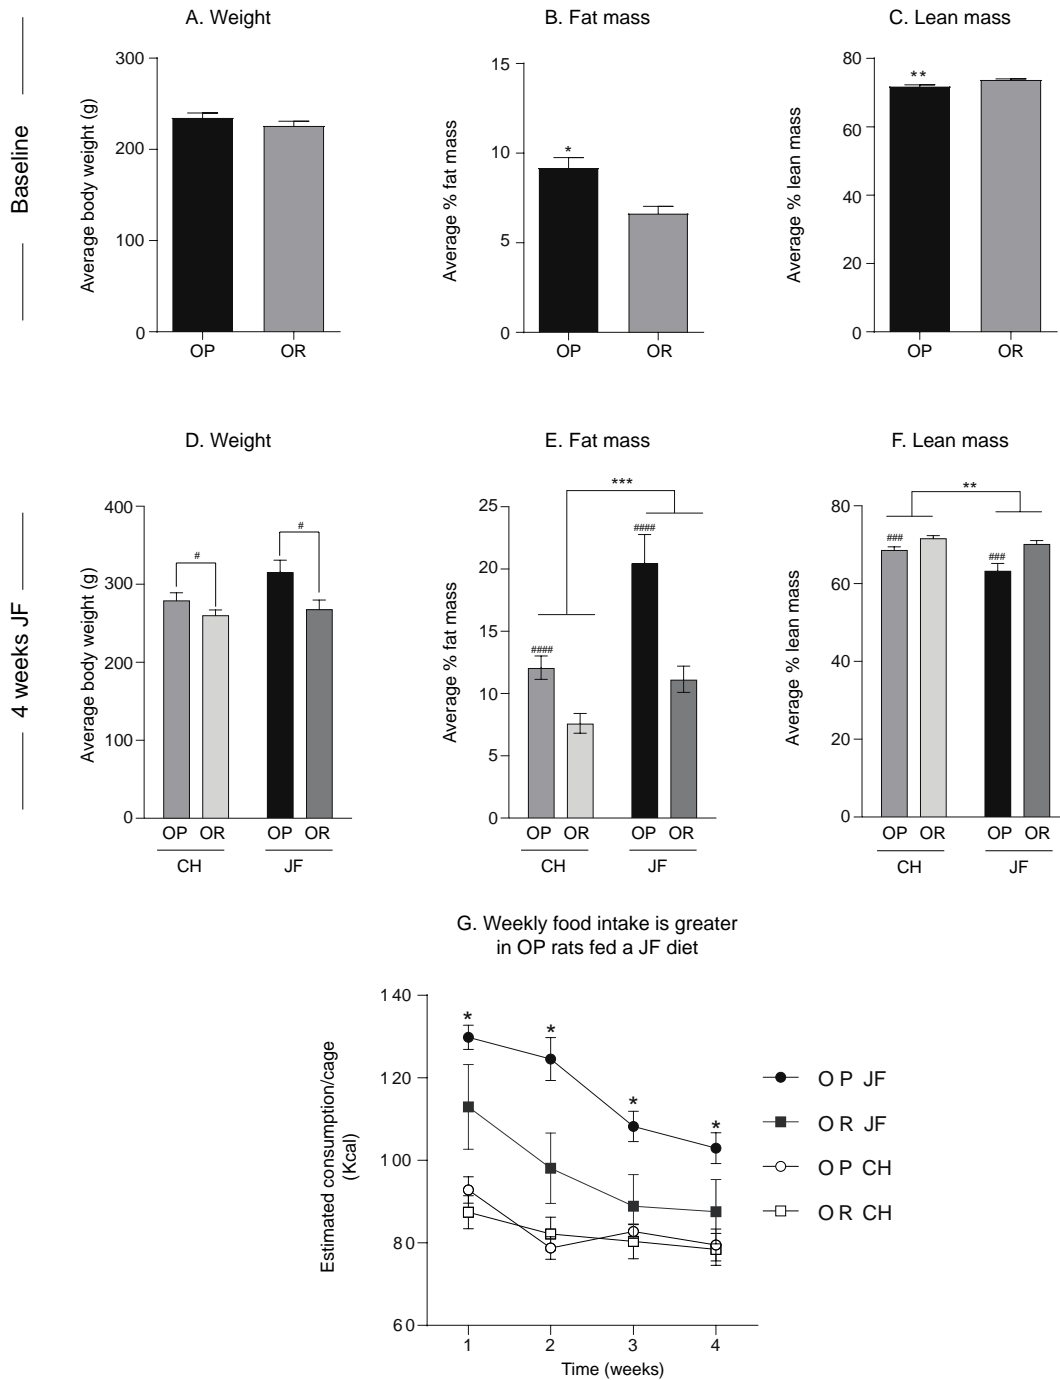 A. Weight
B. Fat mass
C. Lean mass
Baseline
Average body weight (g)
300
200
100
0
OP OR
Average % fat mass
15
10
5
0
*
OP OR
Average % lean mass
80
60
40
20
0
**
OP OR
D. Weight
E. Fat mass
F. Lean mass
4 weeks JF
Average body weight (g)
400
300
200
100
0
#
#
OP OR OP OR
CH JF
Average % fat mass
25
20
15
10
5
0
***
####
####
OP OR OP OR
CH JF
Average % lean mass
80
60
40
20
0
**
###
###
OP OR OP OR
CH JF
G. Weekly food intake is greater
in OP rats fed a JF diet
Estimated consumption/cage
(Kcal)
140
120
100
80
60
* * * *
1 2 3 4
Time (weeks)
OP JF
OR JF
OP CH
OR CH